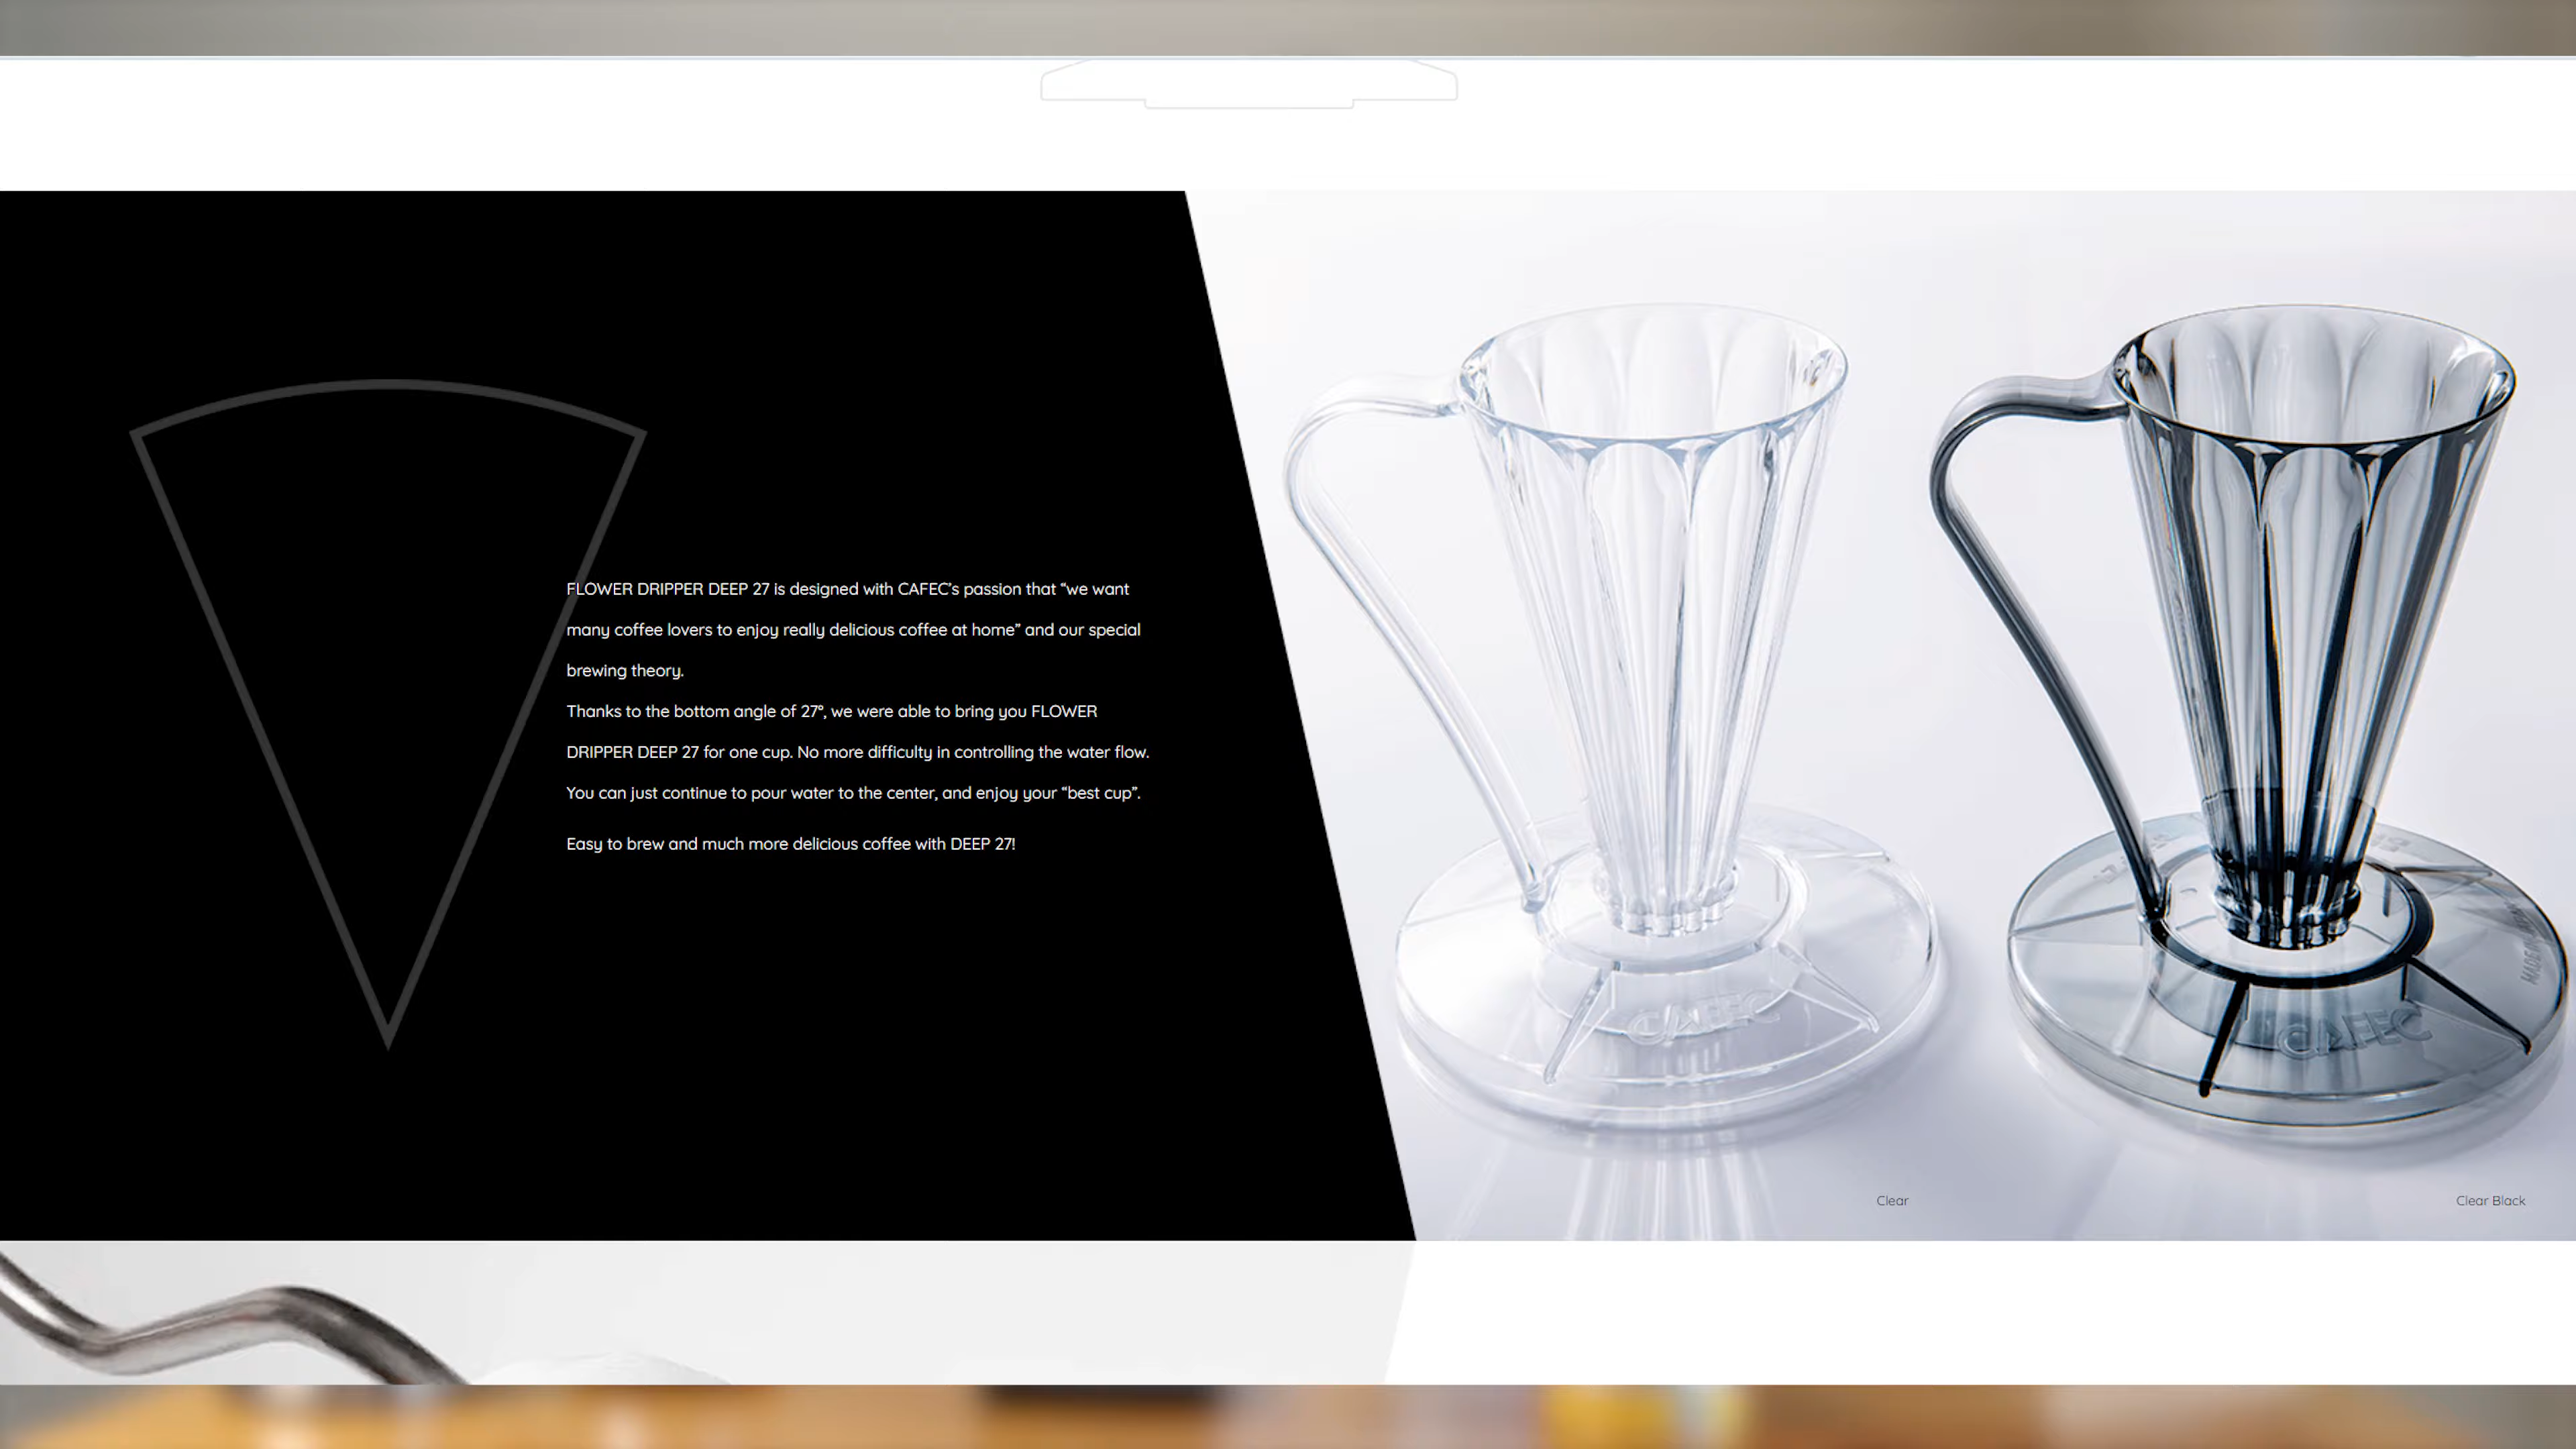 FLOWER DRIPPER DEEP 27 is designed with CAFEC’s passion that “we want
many coffee lovers to enjoy really delicious coffee at home” and our special
brewing theory.
Thanks to the bottom angle of 27°, we were able to bring you FLOWER
DRIPPER DEEP 27 for one cup. No more difficulty in controlling the water flow.
You can just continue to pour water to the center, and enjoy your “best cup”.
Easy to brew and much more delicious coffee with DEEP 27!
CAFEC
CAFEC
Clear
Clear Black